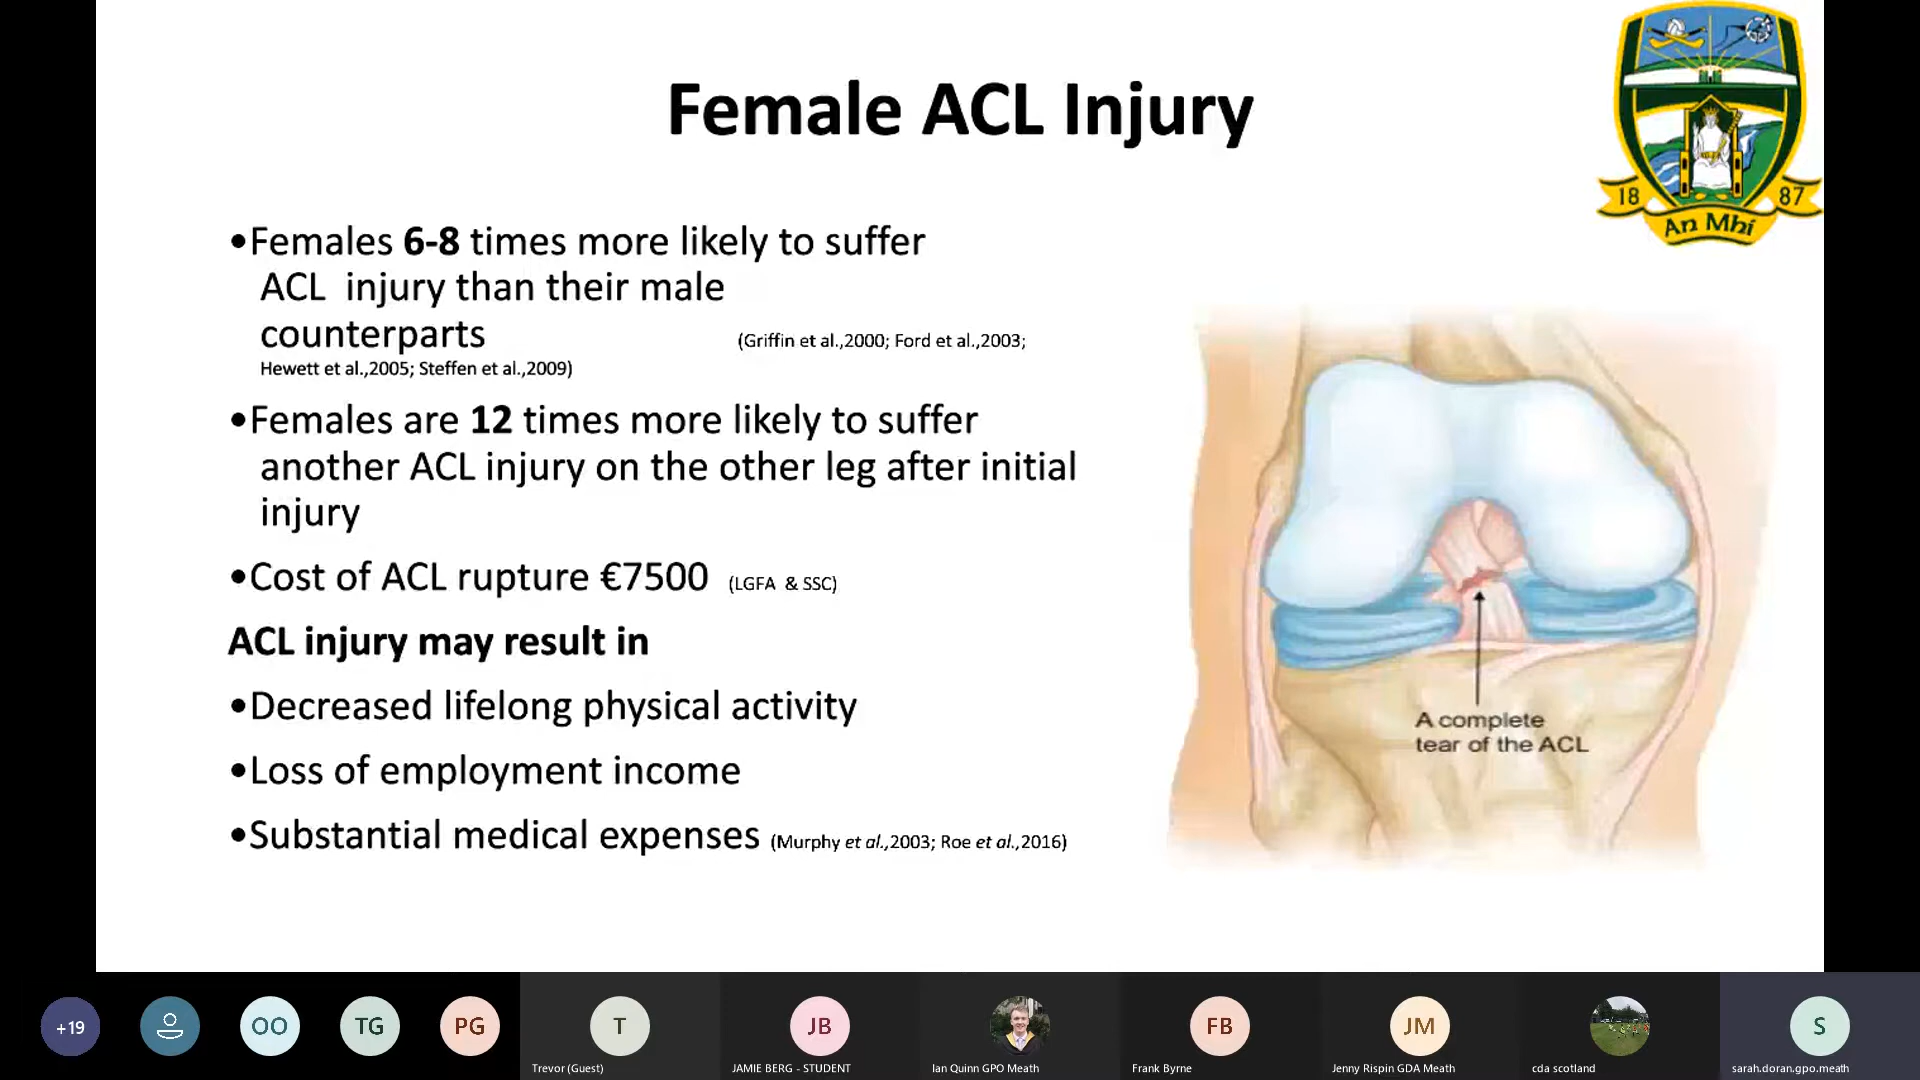 Female ACL Injury
18 87
An Mhí
•Females 6-8 times more likely to suffer
ACL injury than their male
counterparts (Griffin et al.,2000; Ford et al.,2003;
Hewett et al.,2005; Steffen et al.,2009)
•Females are 12 times more likely to suffer
another ACL injury on the other leg after initial
injury
•Cost of ACL rupture €7500 (LGFA & SSC)
ACL injury may result in
•Decreased lifelong physical activity
•Loss of employment income
•Substantial medical expenses (Murphy et al.,2003; Roe et al.,2016)
A complete
tear of the ACL
+19 OO TG PG T JB FB JM S
Trevor (Guest) JAMIE BERG - STUDENT Ian Quinn GPO Meath Frank Byrne Jenny Rispin GDA Meath cda scotland sarah.doran.gpo.meath